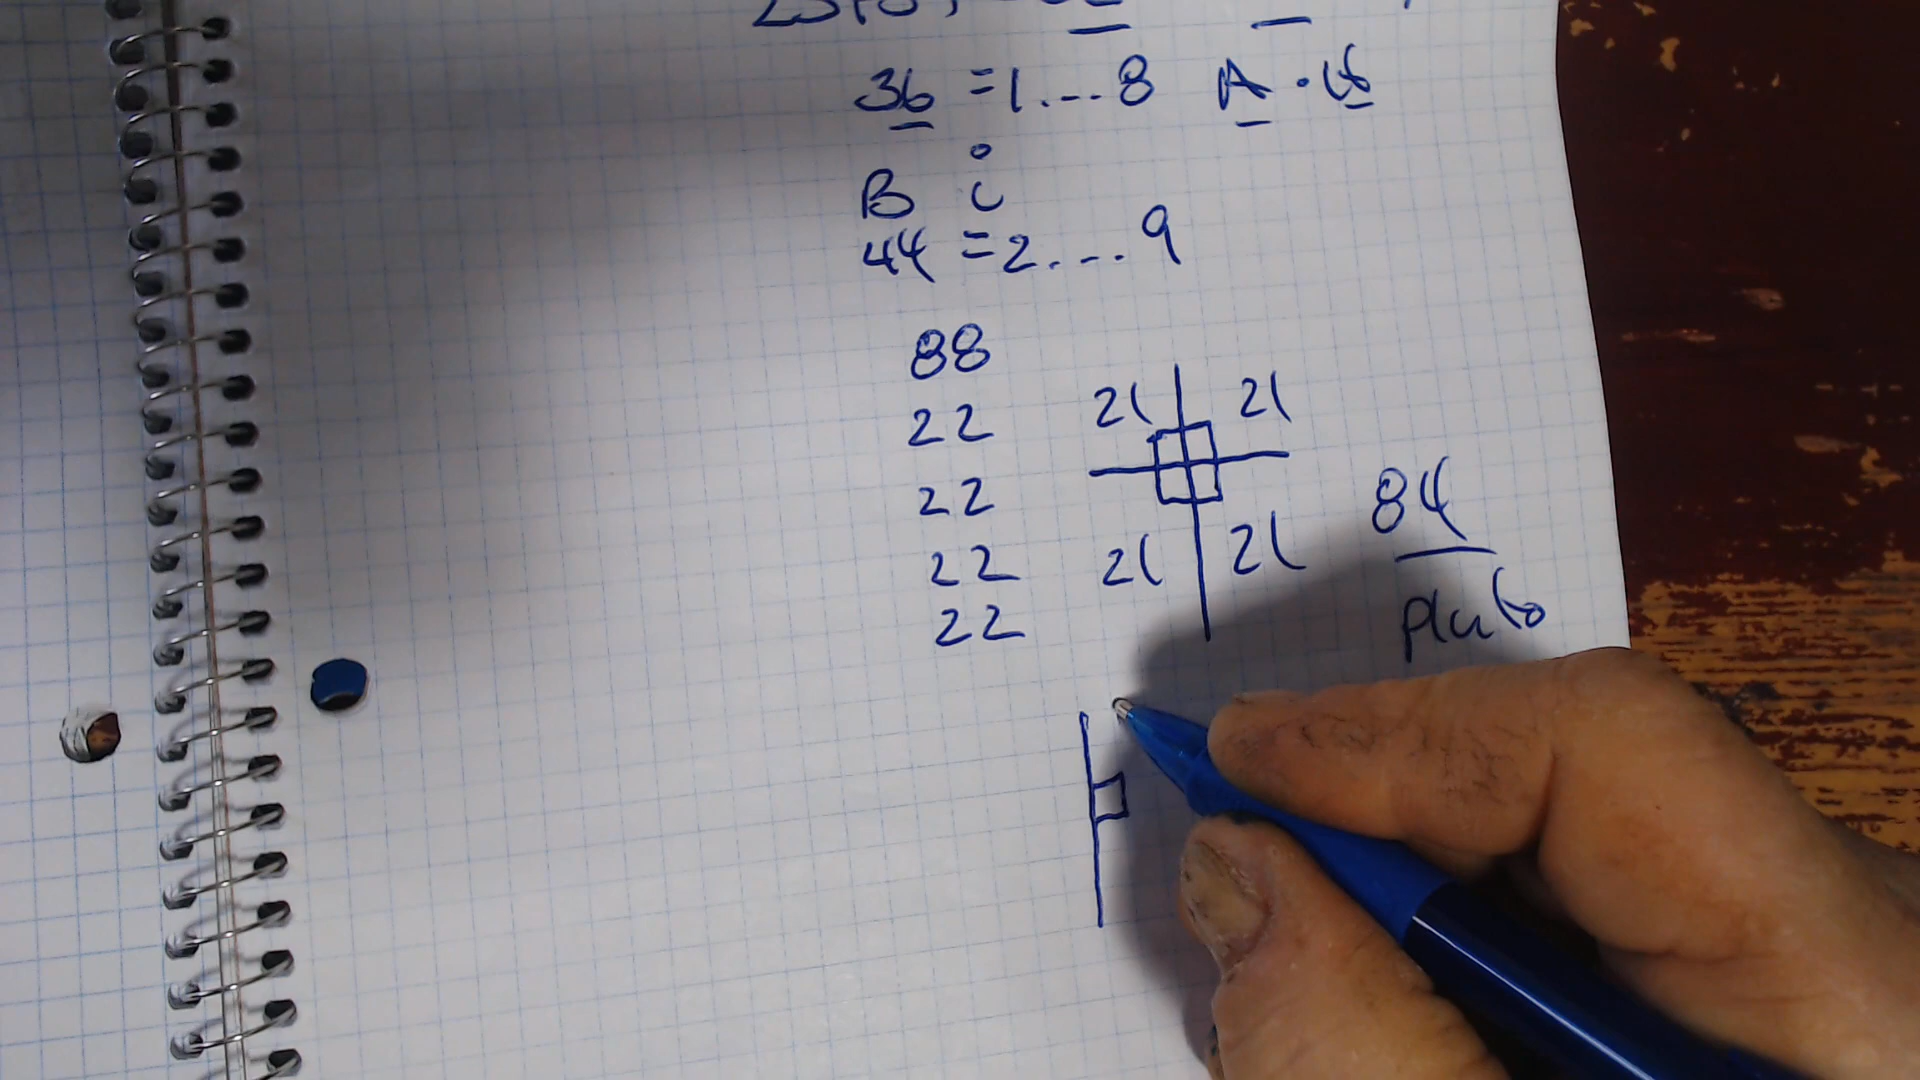 36 = 1...8 A · 16
B i
44 = 2....9
88
22 21 21
22
22 21 21 84
22 pluto